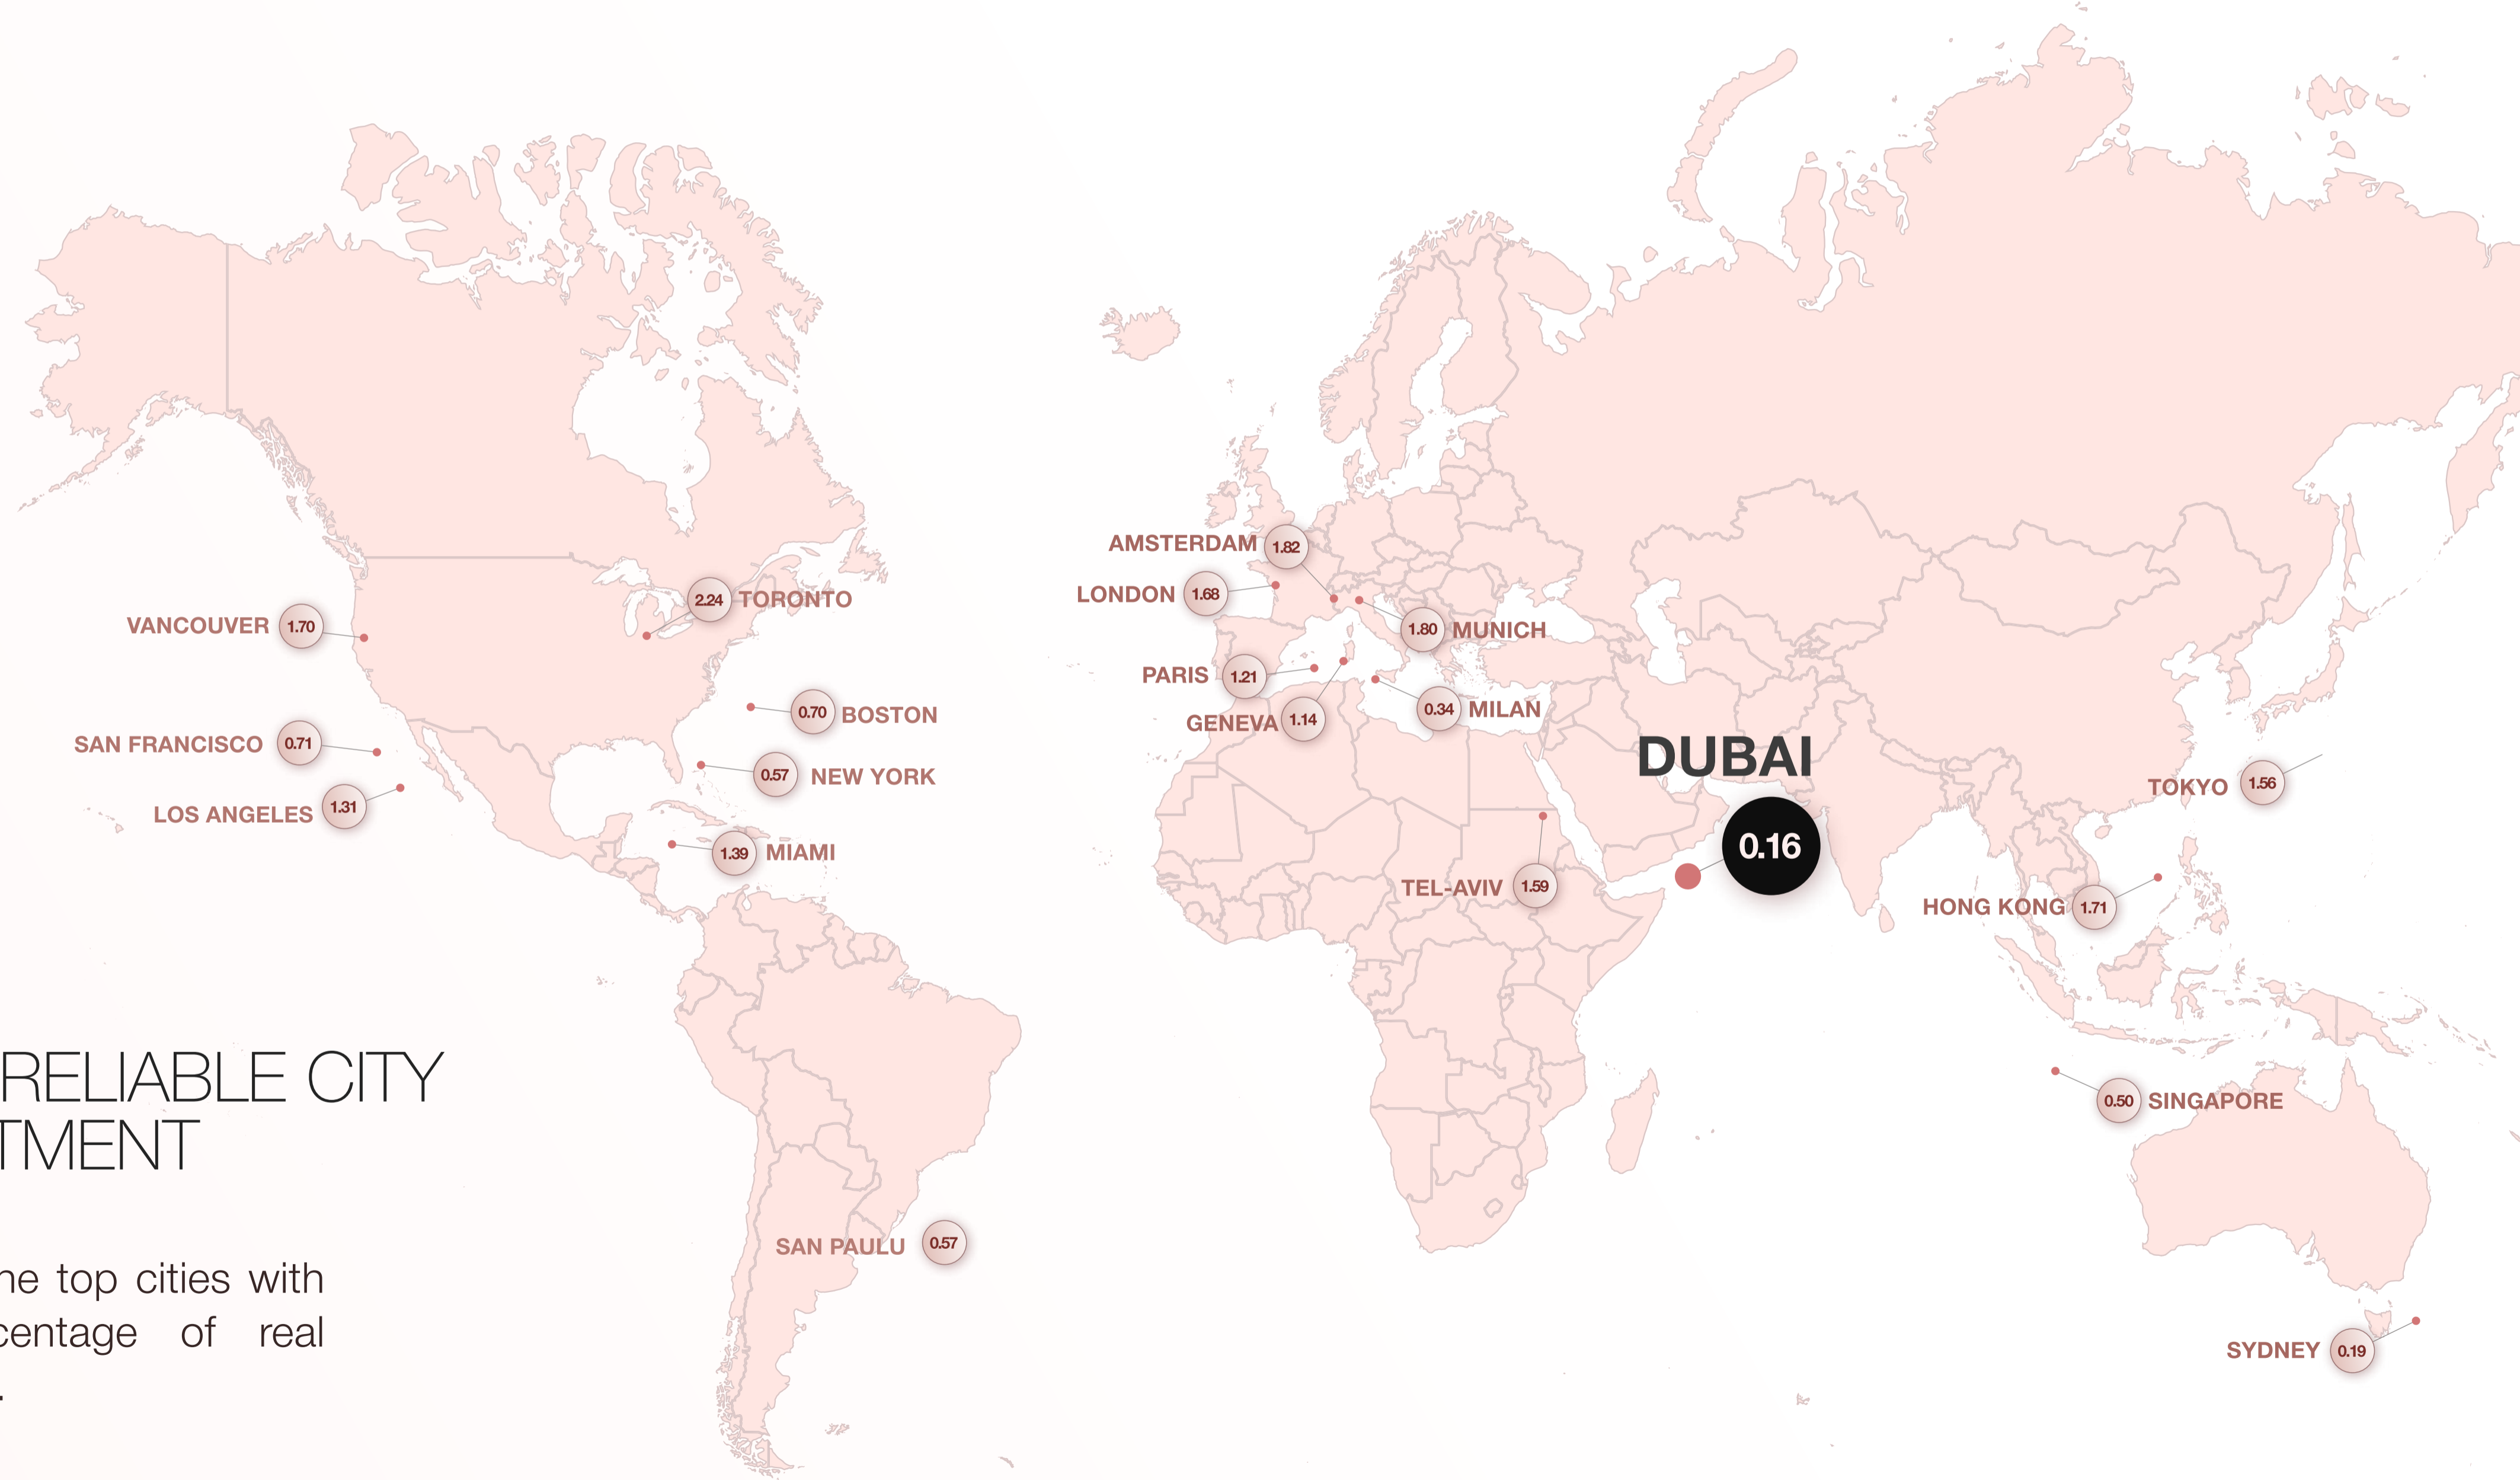 AMSTERDAM 1.82
LONDON 1.68
2.24 TORONTO
VANCOUVER 1.70
1.80 MUNICH
PARIS 1.21
0.70 BOSTON
GENEVA 1.14
0.34 MILAN
SAN FRANCISCO 0.71
DUBAI
0.16
0.57 NEW YORK
TOKYO 1.56
LOS ANGELES 1.31
1.39 MIAMI
TEL-AVIV 1.59
HONG KONG 1.71
RELIABLE CITY
TMENT
0.50 SINGAPORE
SAN PAULU 0.57
ne top cities with
centage of real
.
SYDNEY 0.19